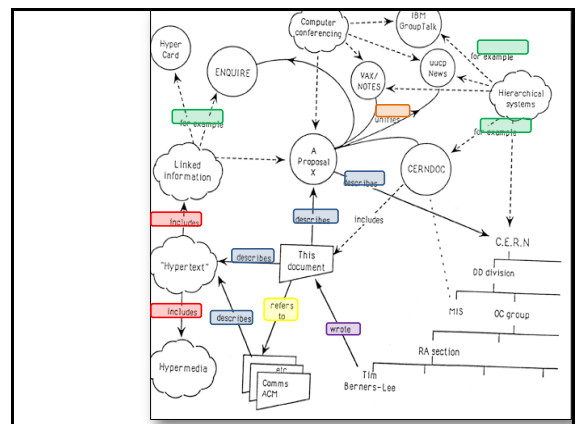 IBM
GroupTalk
Computer
conferencing
Hyper
Card
ENQUIRE
VAX/
NOTES
uucp
News
for example
Hierarchical
systems
for example
unifies
for example
A
Proposal
X
CERNDOC
Linked
information
describes
includes
describes
includes
C.E.R.N
describes
This
document
"Hypertext"
DD division
refers
to
includes
describes
wrote
MIS
OC group
RA section
Hypermedia
etc
Comms
ACM
Tim
Berners-Lee